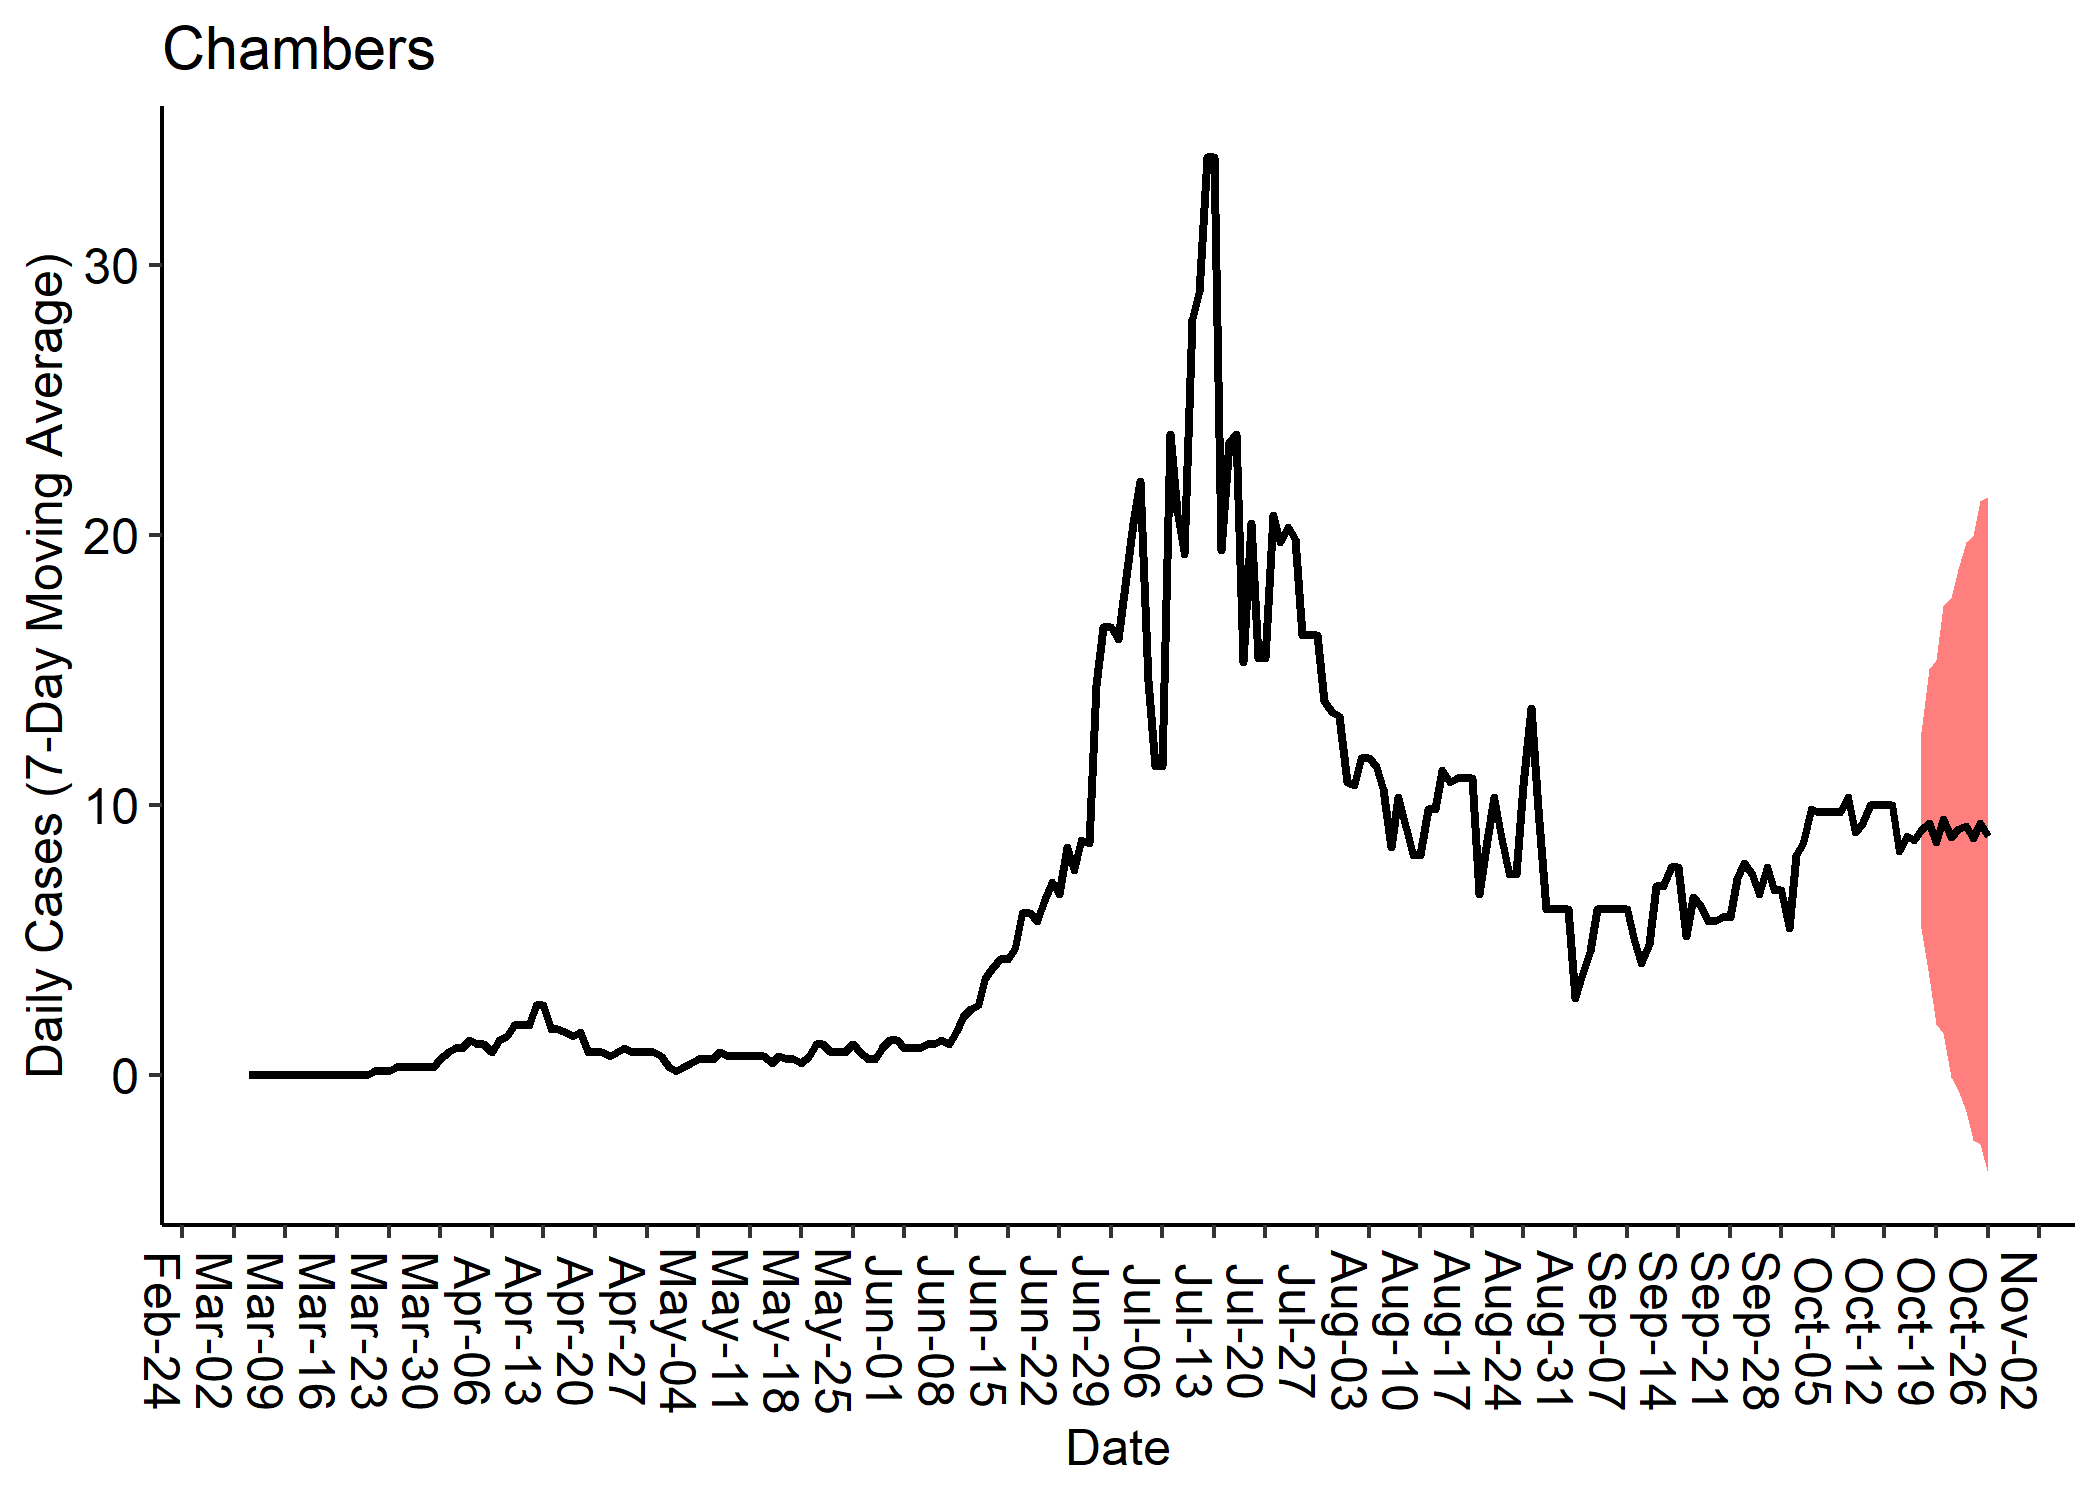 Chambers
Daily Cases (7-Day Moving Average)
30
20
10
0
Feb-24
Mar-02
Mar-09
Mar-16
Mar-23
Mar-30
Apr-06
Apr-13
Apr-20
Apr-27
May-04
May-11
May-18
May-25
Jun-01
Jun-08
Jun-15
Jun-22
Jun-29
Jul-06
Jul-13
Jul-20
Jul-27
Aug-03
Aug-10
Aug-17
Aug-24
Aug-31
Sep-07
Sep-14
Sep-21
Sep-28
Oct-05
Oct-12
Oct-19
Oct-26
Nov-02
Date